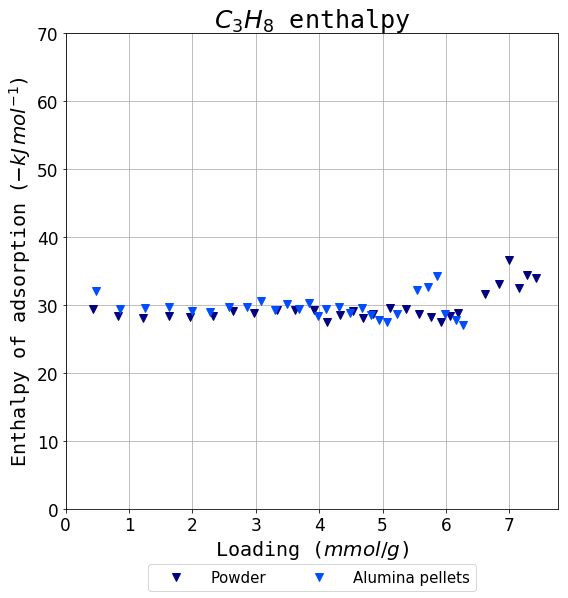 C₃H₈ enthalpy
Enthalpy of adsorption (−kJ mol⁻¹)
70
60
50
40
30
20
10
0
0 1 2 3 4 5 6 7
Loading (mmol/g)
Powder Alumina pellets